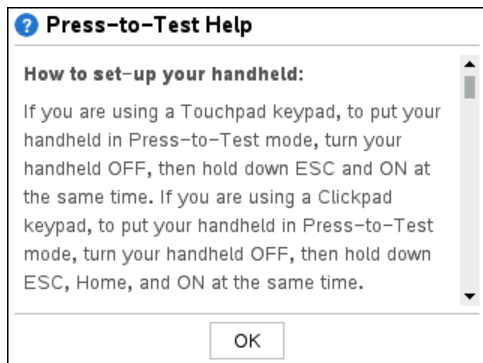 ? Press-to-Test Help
How to set-up your handheld:
If you are using a Touchpad keypad, to put your
handheld in Press-to-Test mode, turn your
handheld OFF, then hold down ESC and ON at
the same time. If you are using a Clickpad
keypad, to put your handheld in Press-to-Test
mode, turn your handheld OFF, then hold down
ESC, Home, and ON at the same time.
OK